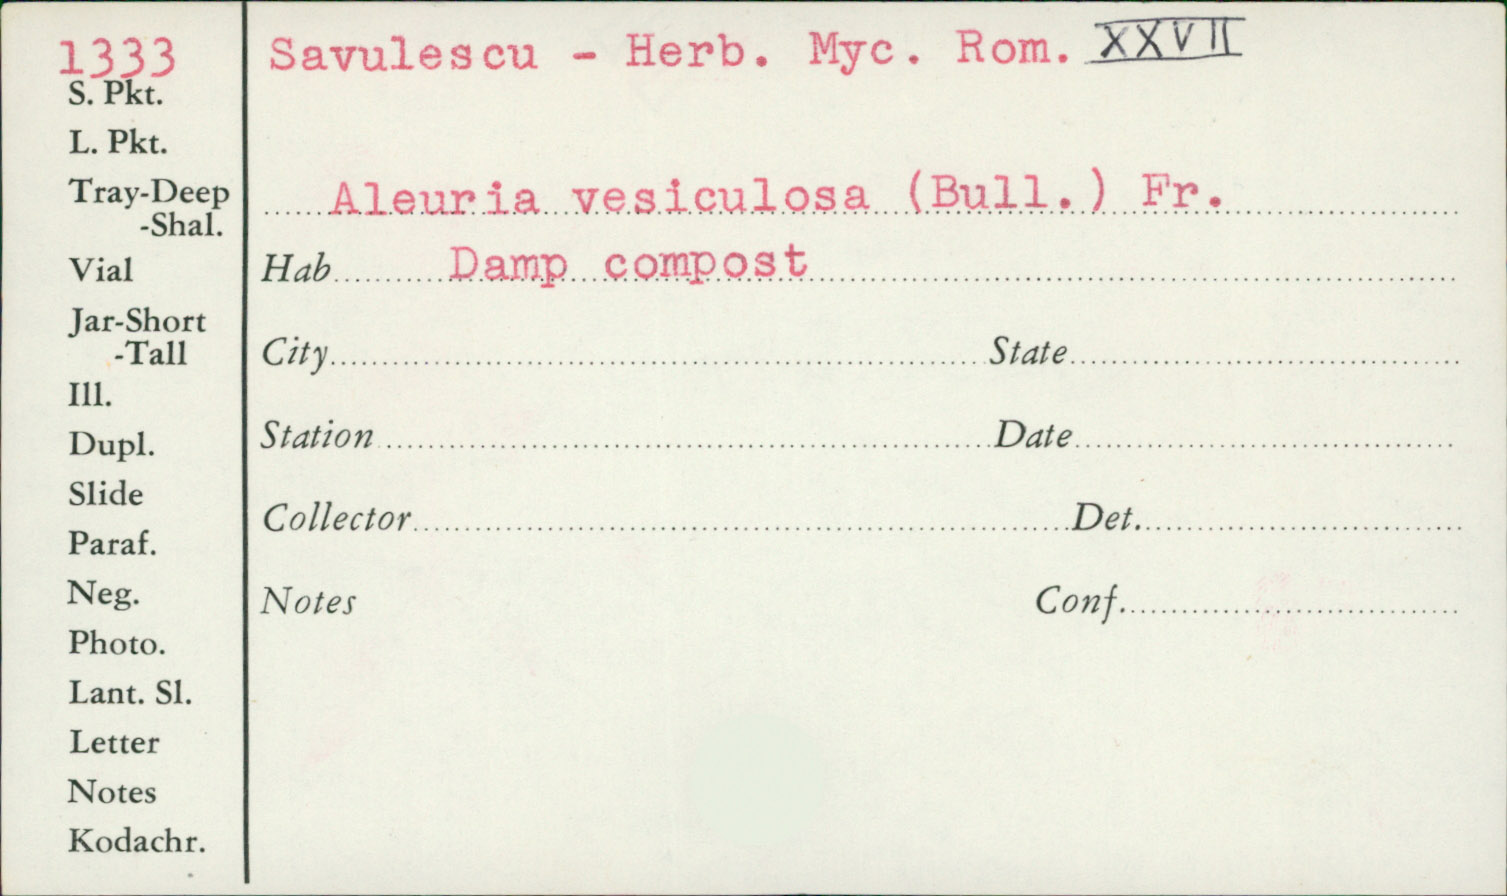 1333
S. Pkt.
L. Pkt.
Tray-Deep
-Shal.
Vial
Jar-Short
-Tall
Ill.
Dupl.
Slide
Paraf.
Neg.
Photo.
Lant. Sl.
Letter
Notes
Kodachr.
Savulescu - Herb. Myc. Rom. XXVII
Aleuria vesiculosa (Bull.) Fr.
Hab Damp compost
City State
Station Date
Collector Det.
Notes Conf.